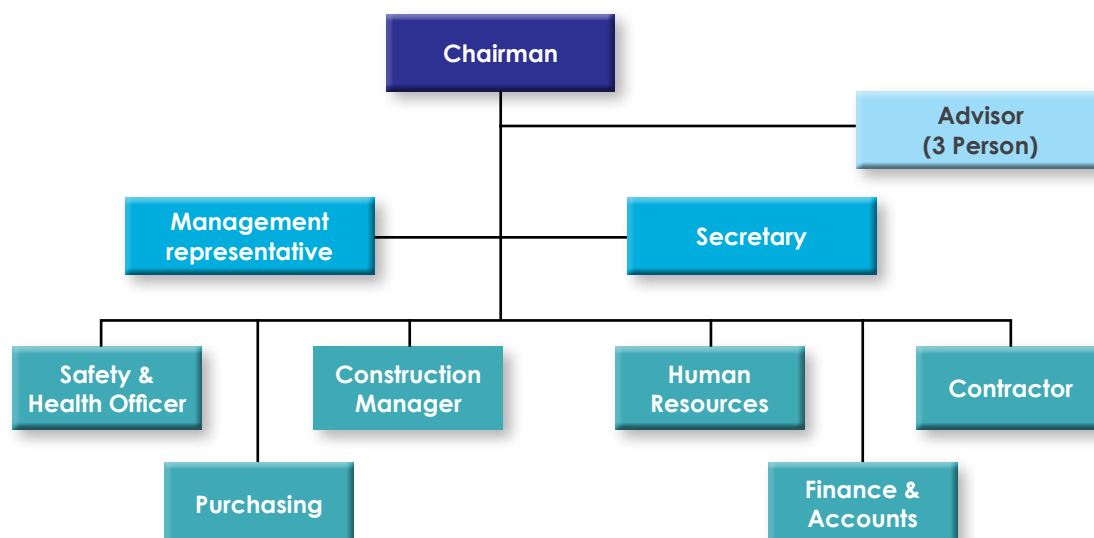 Chairman
Advisor
(3 Person)
Management
representative
Secretary
Safety &
Health Officer
Construction
Manager
Human
Resources
Contractor
Purchasing
Finance &
Accounts